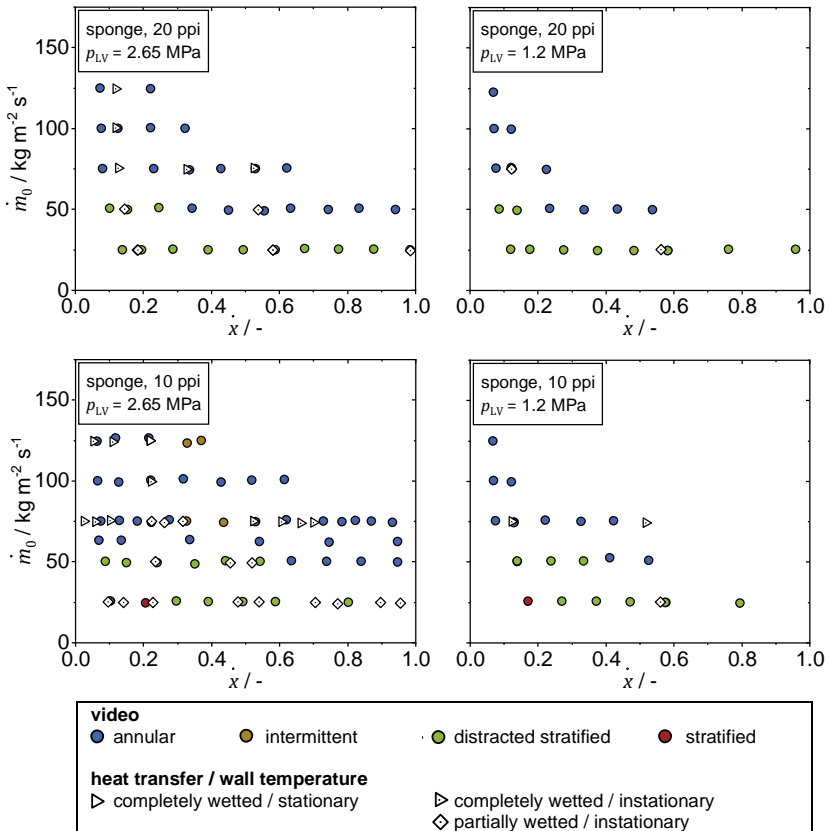 sponge, 20 ppi
p_LV = 2.65 MPa
sponge, 20 ppi
p_LV = 1.2 MPa
150
100
50
0
ṁ₀ / kg m⁻² s⁻¹
0.0 0.2 0.4 0.6 0.8 1.0
ẋ / -
0.0 0.2 0.4 0.6 0.8 1.0
ẋ / -
sponge, 10 ppi
p_LV = 2.65 MPa
sponge, 10 ppi
p_LV = 1.2 MPa
150
100
50
0
ṁ₀ / kg m⁻² s⁻¹
0.0 0.2 0.4 0.6 0.8 1.0
ẋ / -
0.0 0.2 0.4 0.6 0.8 1.0
ẋ / -
video
annular intermittent distracted stratified stratified
heat transfer / wall temperature
completely wetted / stationary completely wetted / instationary
partially wetted / instationary